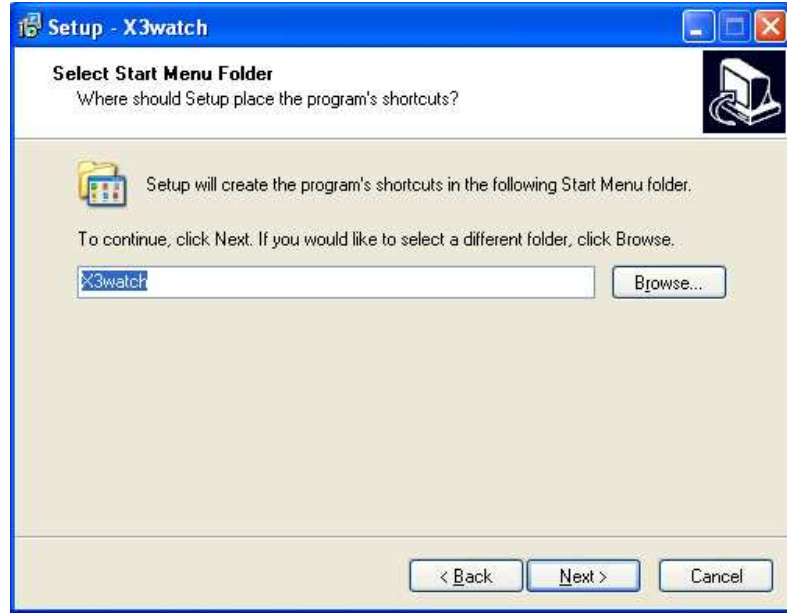 Setup - X3watch
Select Start Menu Folder
Where should Setup place the program's shortcuts?
Setup will create the program's shortcuts in the following Start Menu folder.
To continue, click Next. If you would like to select a different folder, click Browse.
X3watch
Browse...
< Back
Next >
Cancel